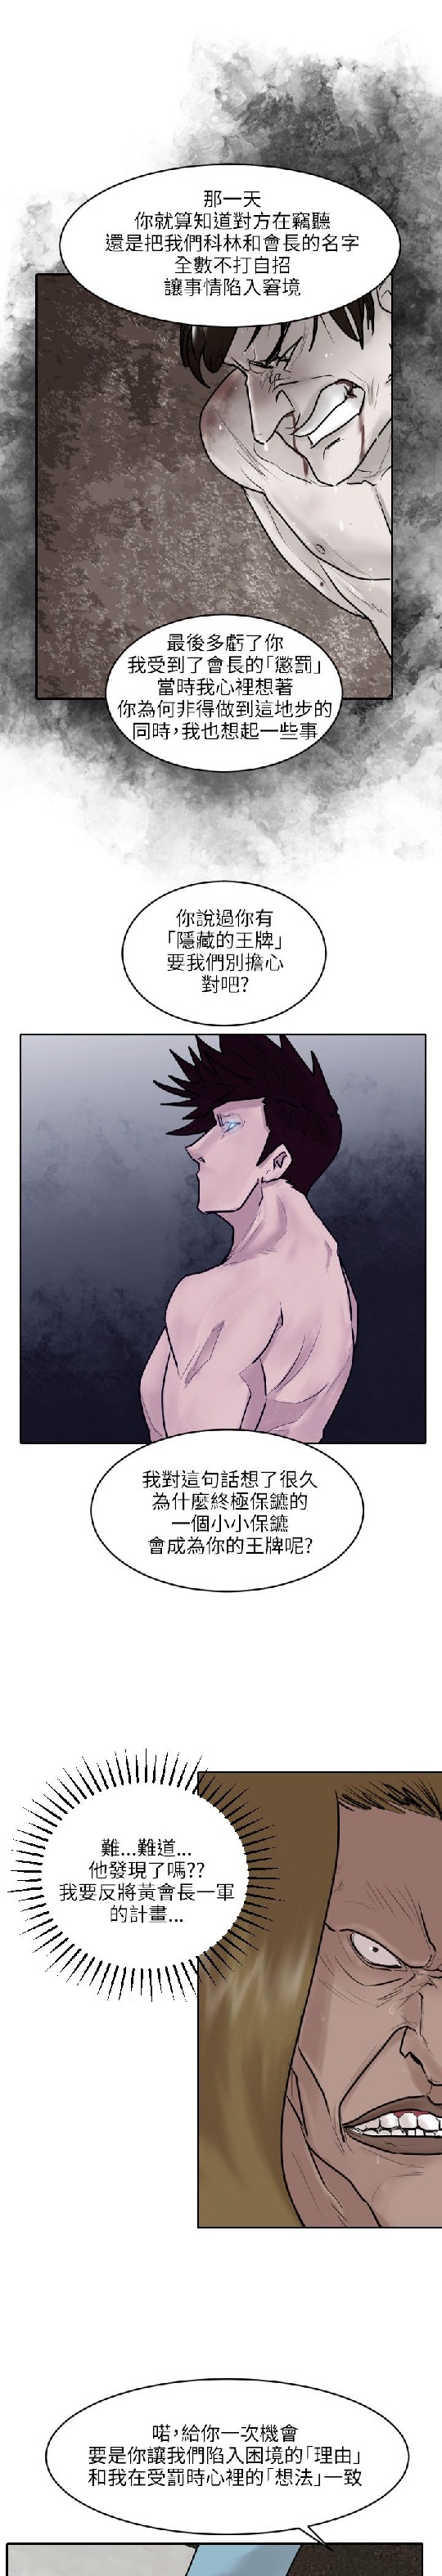 那一天
你就算知道對方在竊聽
還是把我們科林和會長的名字
全數不打自招
讓事情陷入窘境
最後多虧了你
我受到了會長的「懲罰」
當時我心裡想著
你為何非得做到這地步的
同時,我也想起一些事
你說過你有
「隱藏的王牌」
要我們別擔心
對吧?
我對這句話想了很久
為什麼終極保鑣的
一個小小保鑣
會成為你的王牌呢?
難...難道...
他發現了嗎??
我要反將黃會長一軍
的計畫...
喏,給你一次機會
要是你讓我們陷入困境的「理由」
和我在受罰時心裡的「想法」一致